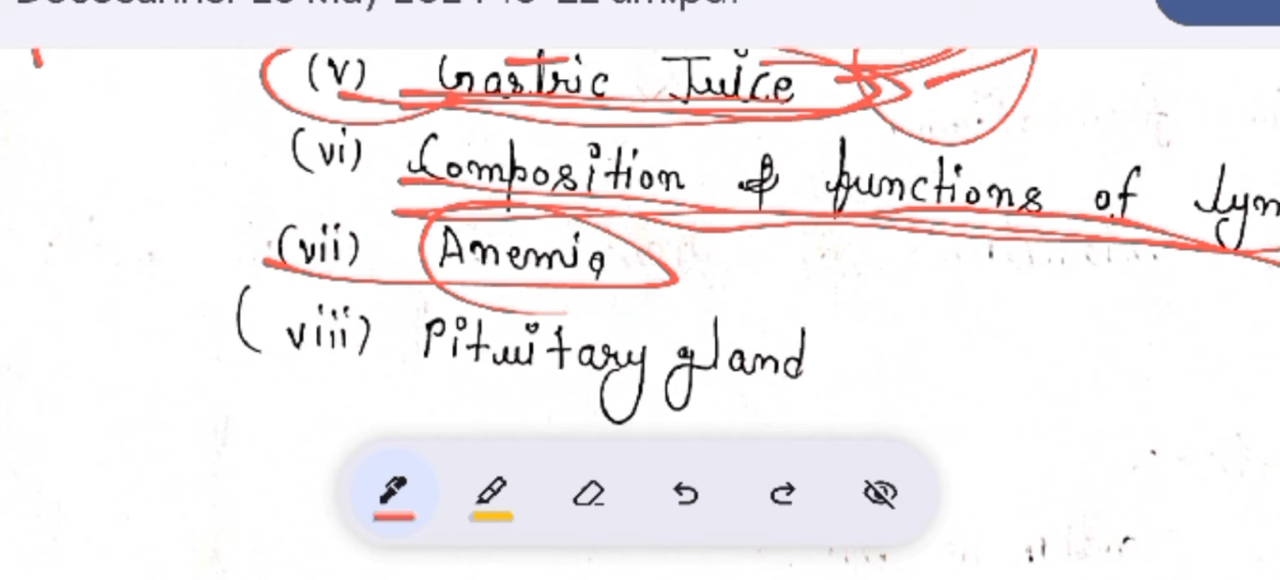 (v) Gastric Juice
(vi) Composition & functions of
(vii) Anemia
(viii) Pituitary gland